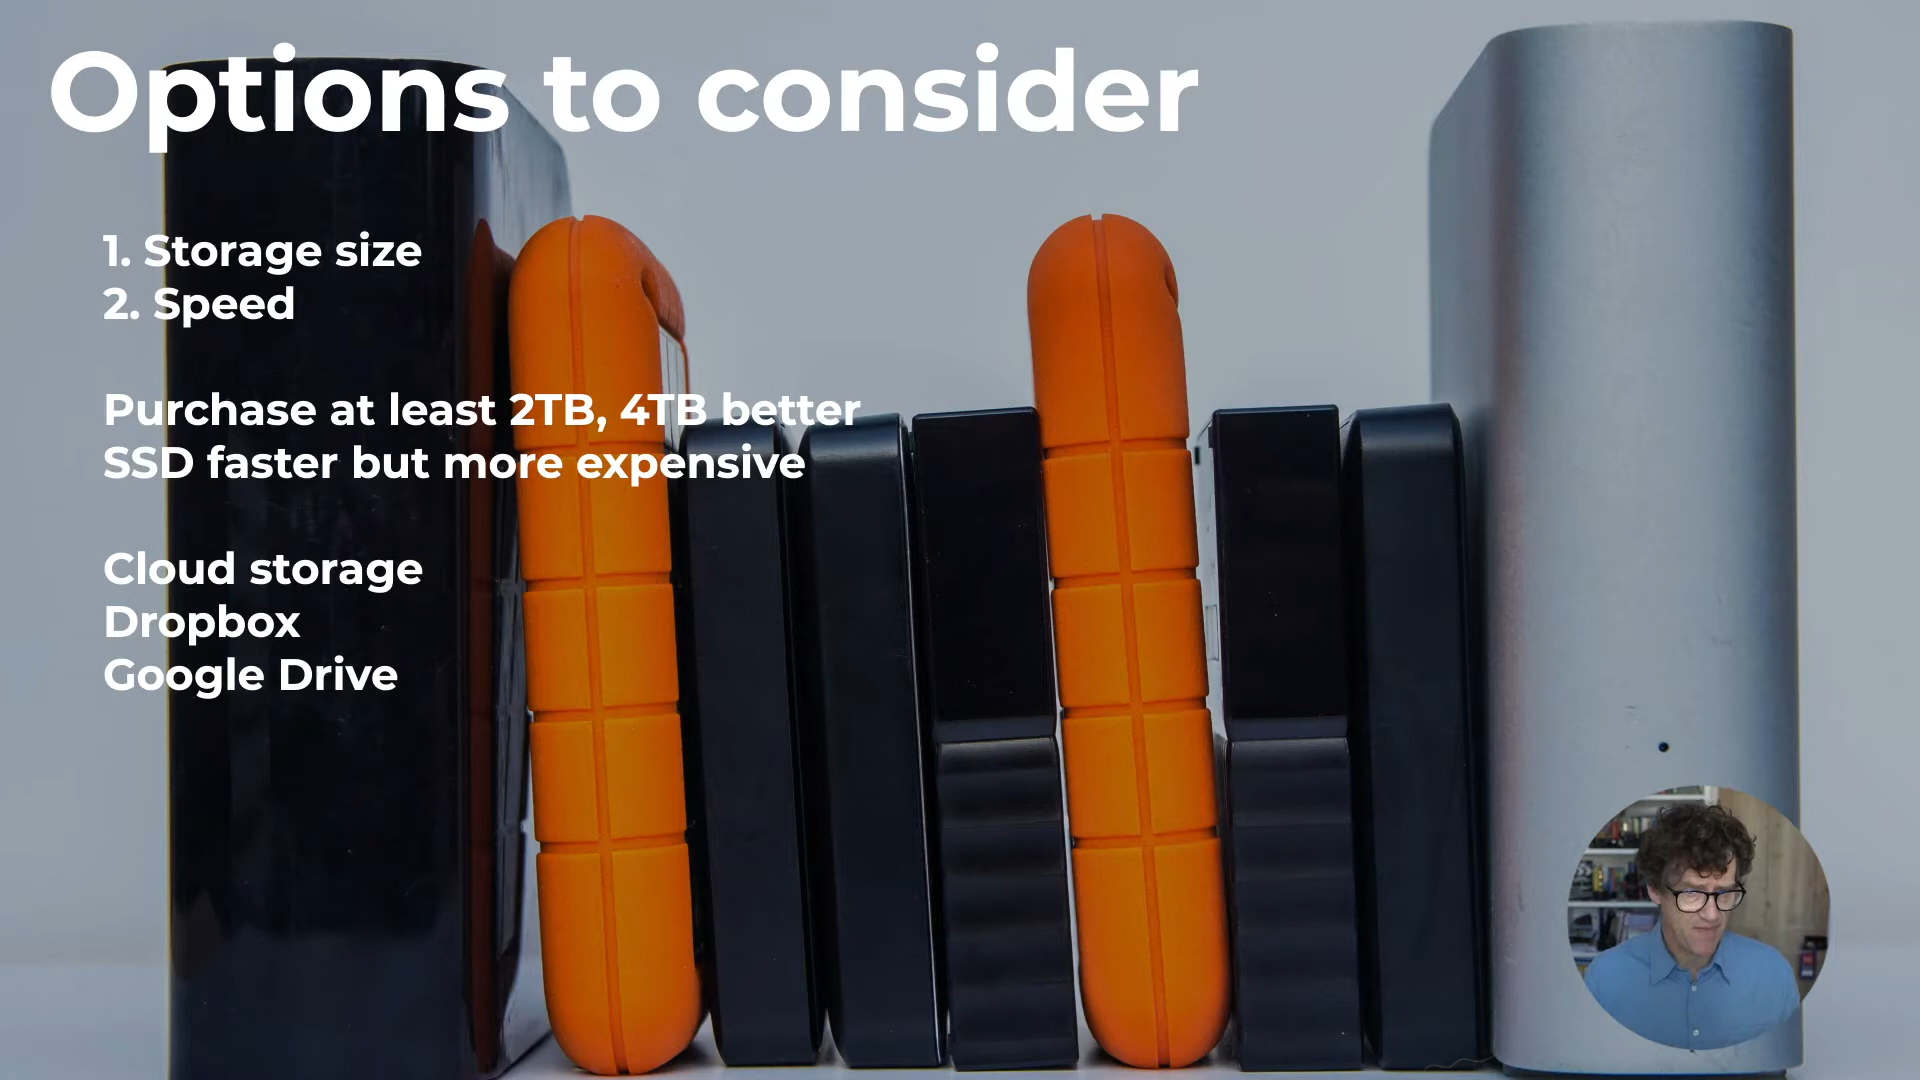 Options to consider
1. Storage size
2. Speed
Purchase at least 2TB, 4TB better
SSD faster but more expensive
Cloud storage
Dropbox
Google Drive